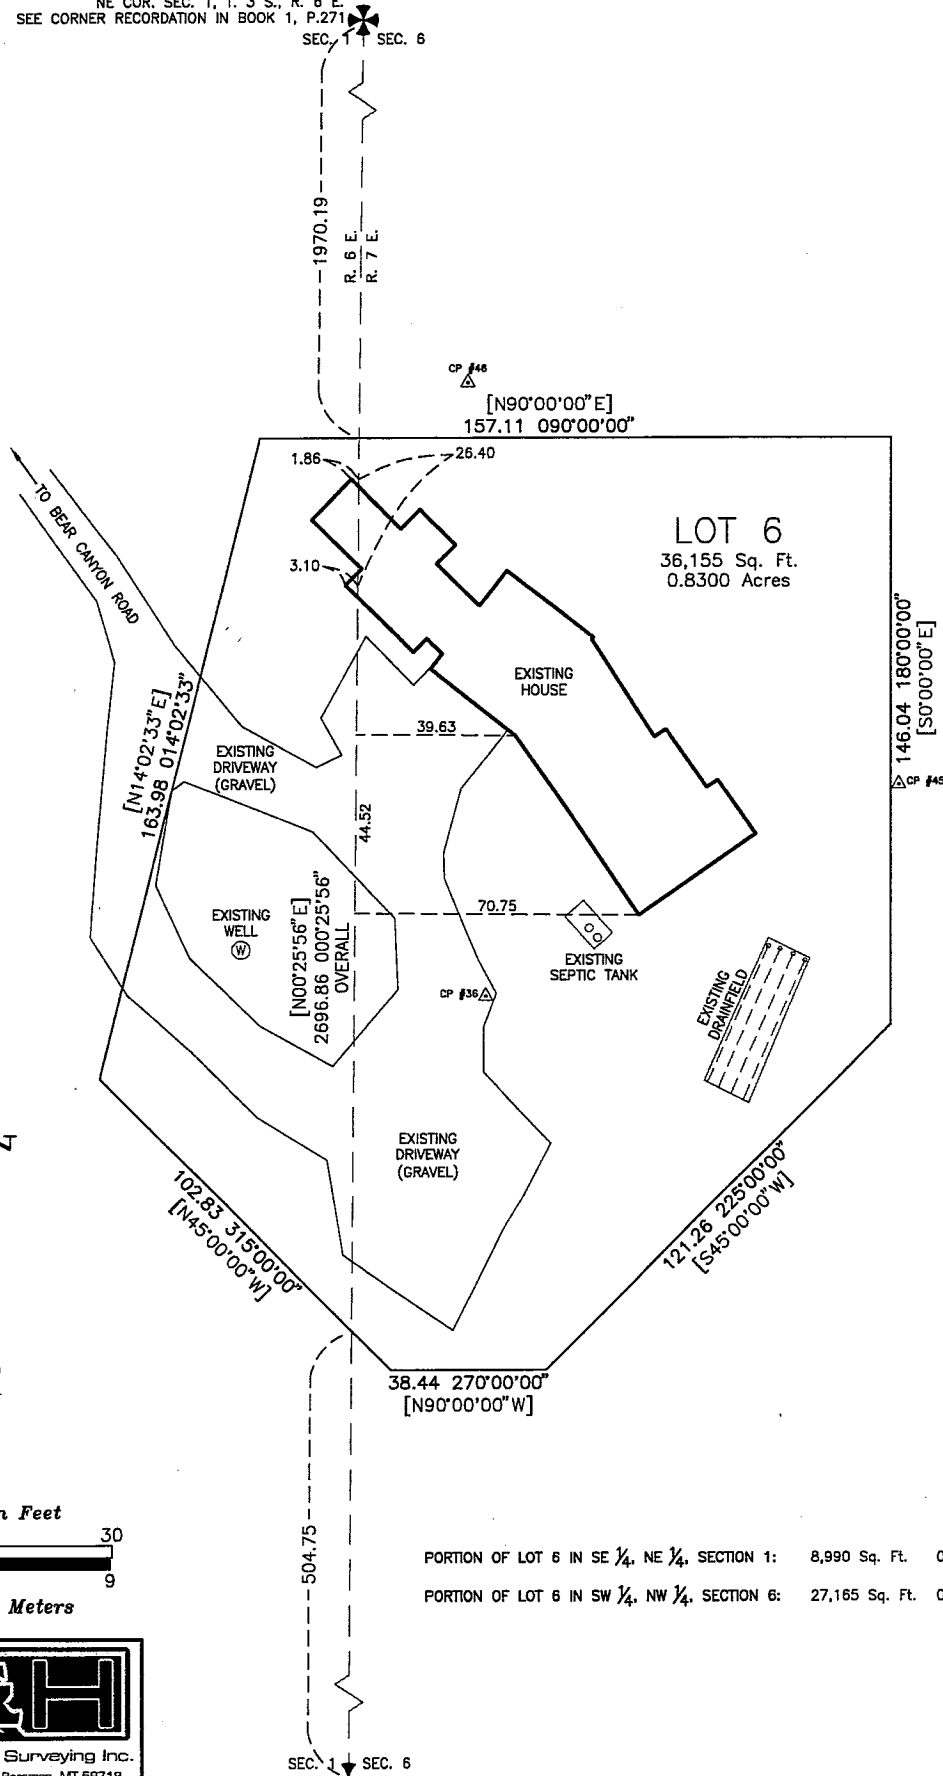 NE COR. SEC. 1, T. 3 S., R. 6 E.
SEE CORNER RECORDATION IN BOOK 1, P.271
SEC. 1 SEC. 6
1970.19
R. 6 E.
R. 7 E.
CP #46
[N90°00'00"E]
157.11 090°00'00"
1.86
26.40
TO BEAR CANYON ROAD
LOT 6
36,155 Sq. Ft.
0.8300 Acres
3.10
146.04 180°00'00"
[S0°00'00"E]
EXISTING
HOUSE
[N14°02'33"E]
163.98 014°02'33"
39.63
EXISTING
DRIVEWAY
(GRAVEL)
CP #45
44.52
[N00°25'56"E]
2696.86 000°25'56"
OVERALL
70.75
EXISTING
WELL
W
EXISTING
SEPTIC TANK
EXISTING
DRAINFIELD
CP #36
EXISTING
DRIVEWAY
(GRAVEL)
102.83 315°00'00"
[N45°00'00"W]
121.26 225°00'00"
[S45°00'00"W]
38.44 270°00'00"
[N90°00'00"W]
Feet
30
9
Meters
504.75
PORTION OF LOT 6 IN SE 1/4, NE 1/4, SECTION 1: 8,990 Sq. Ft. 0
PORTION OF LOT 6 IN SW 1/4, NW 1/4, SECTION 6: 27,165 Sq. Ft. 0
H
Surveying Inc.
Bozeman, MT 59719
SEC. 1 SEC. 6